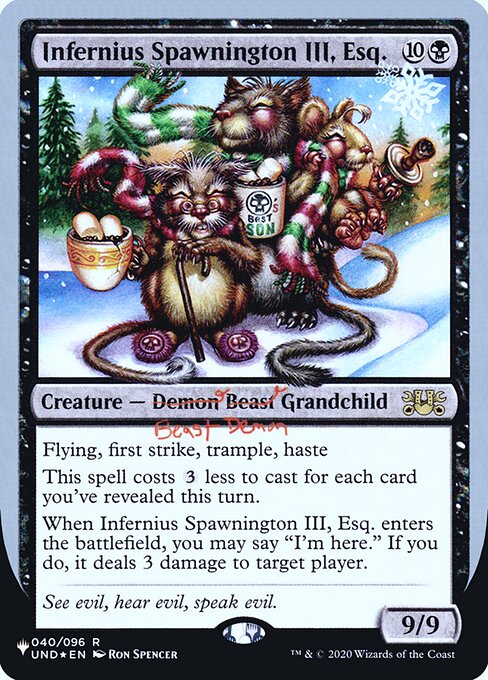 Infernius Spawnington III, Esq. 10
'S
BEST
SON
Creature — Demon Beast Grandchild
Beast Demon
Flying, first strike, trample, haste
This spell costs 3 less to cast for each card
you've revealed this turn.
When Infernius Spawnington III, Esq. enters
the battlefield, you may say “I'm here.” If you
do, it deals 3 damage to target player.
See evil, hear evil, speak evil.
9/9
040/096 R
UND★EN Ron Spencer
™ & © 2020 Wizards of the Coast